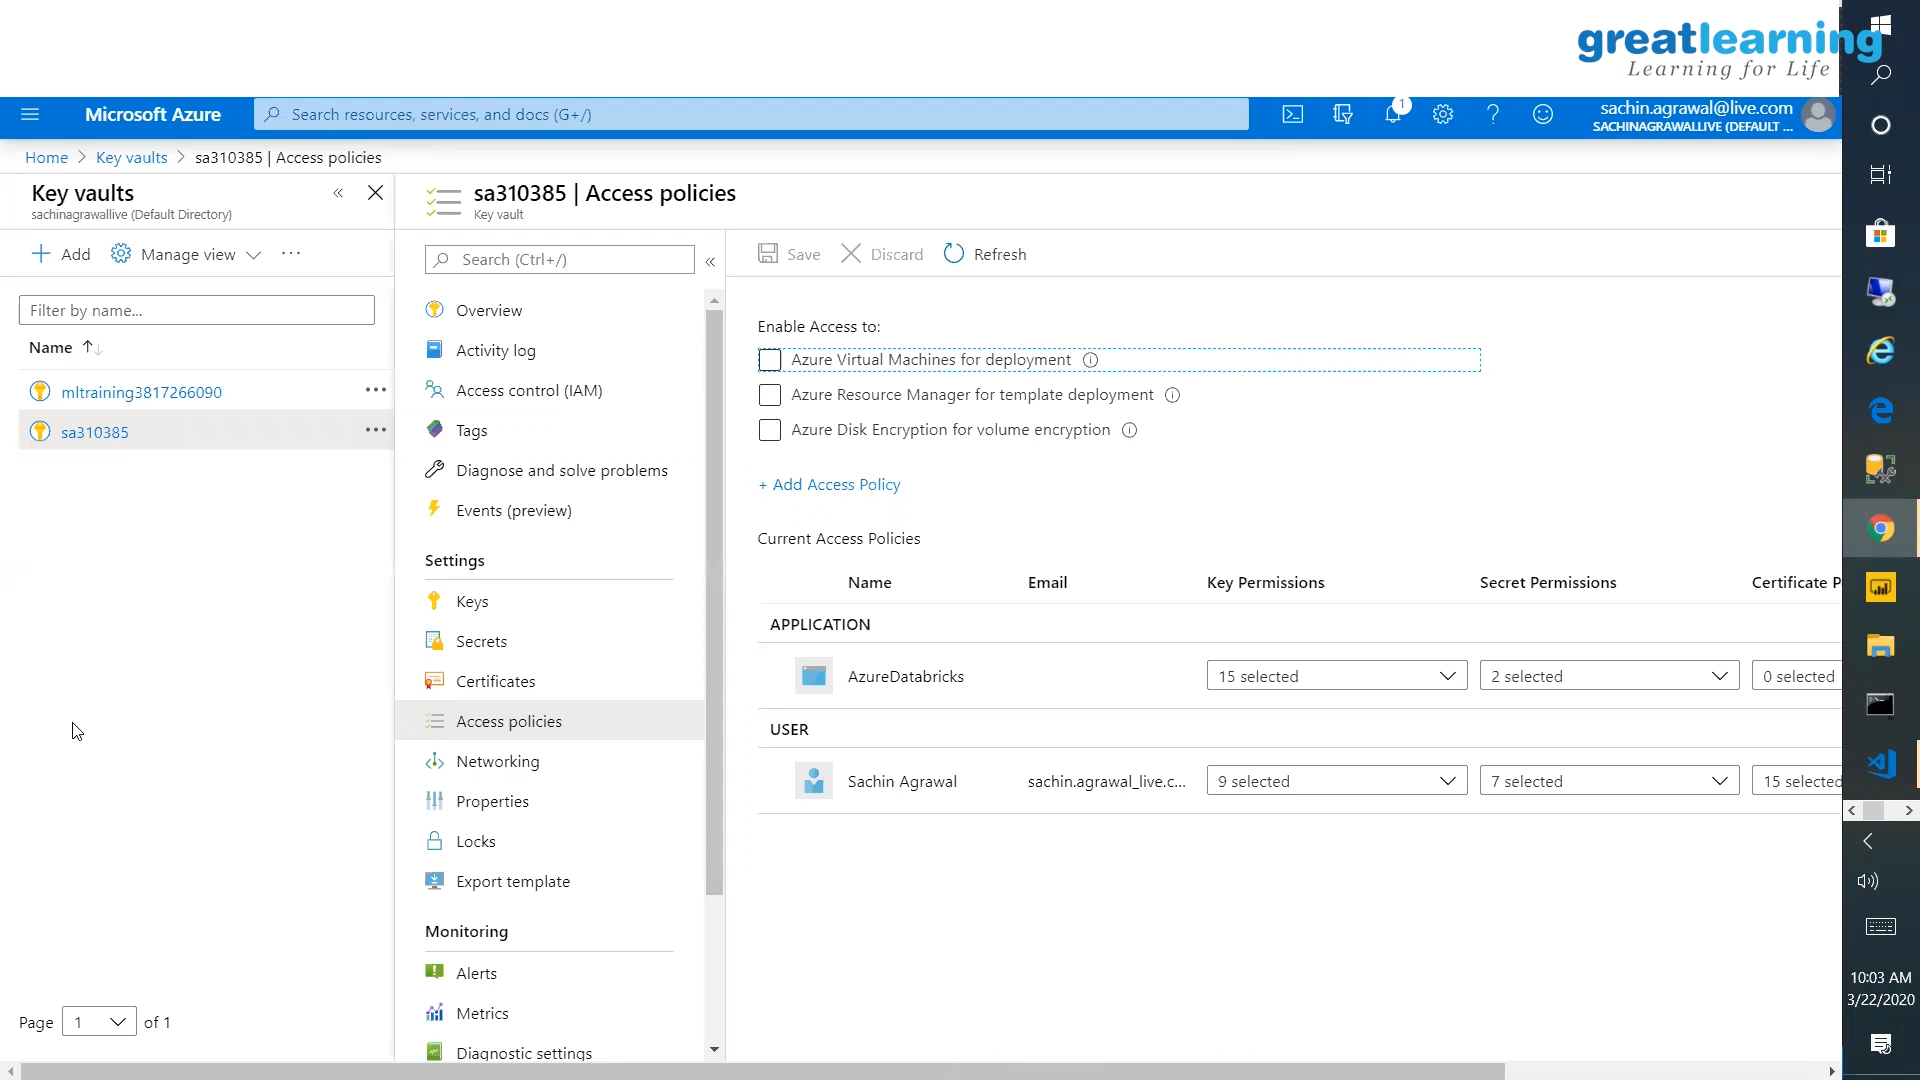 greatlearning
Learning for Life
Microsoft Azure
Search resources, services, and docs (G+/)
1
sachin.agrawal@live.com
SACHINAGRAWALLIVE (DEFAULT ...
Home > Key vaults > sa310385 | Access policies
Key vaults
sachinagrawallive (Default Directory)
Add
Manage view
...
Filter by name...
Name
mltraining3817266090
sa310385
Page 1 of 1
sa310385 | Access policies
Key vault
Search (Ctrl+/)
Overview
Activity log
Access control (IAM)
Tags
Diagnose and solve problems
Events (preview)
Settings
Keys
Secrets
Certificates
Access policies
Networking
Properties
Locks
Export template
Monitoring
Alerts
Metrics
Diagnostic settings
Save
Discard
Refresh
Enable Access to:
Azure Virtual Machines for deployment
Azure Resource Manager for template deployment
Azure Disk Encryption for volume encryption
+ Add Access Policy
Current Access Policies
Name Email Key Permissions Secret Permissions Certificate P
APPLICATION
AzureDatabricks 15 selected 2 selected 0 selected
USER
Sachin Agrawal sachin.agrawal_live.c... 9 selected 7 selected 15 selected
10:03 AM
3/22/2020